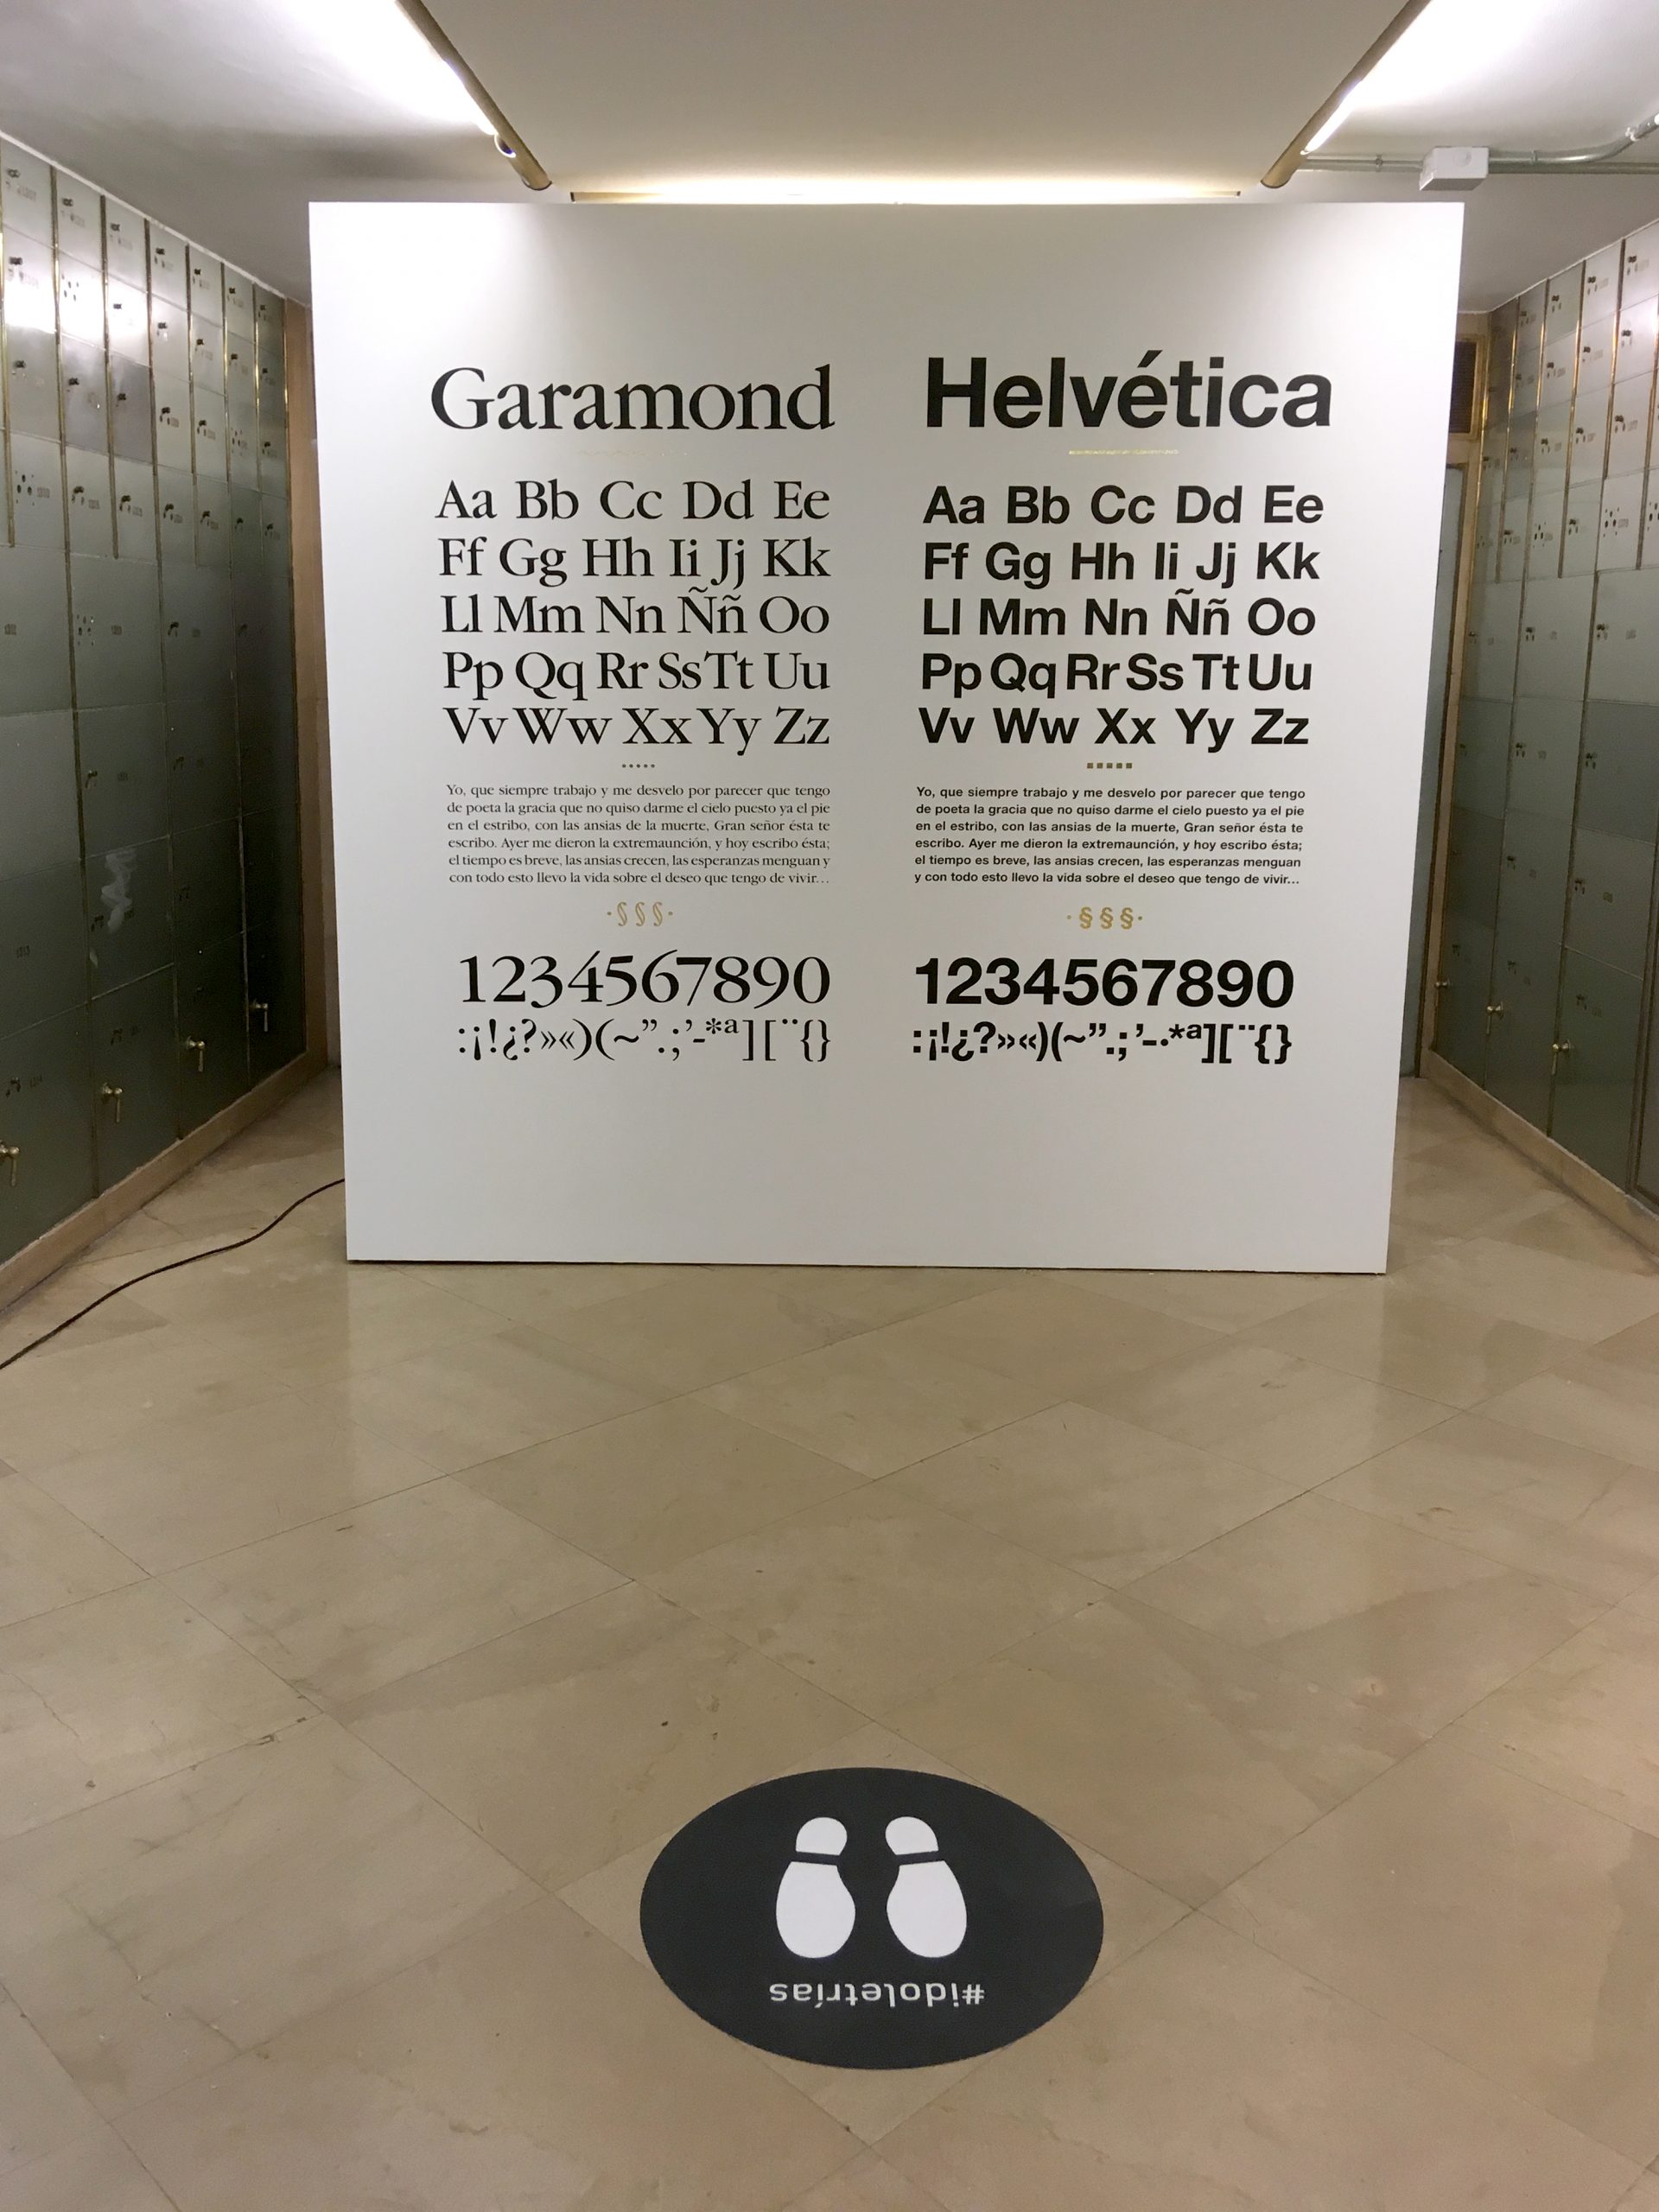 Garamond
Aa Bb Cc Dd Ee
Ff Gg Hh Ii Jj Kk
Ll Mm Nn Ññ Oo
Pp Qq Rr Ss Tt Uu
Vv Ww Xx Yy Zz
Yo, que siempre trabajo y me desvelo por parecer que tengo
de poeta la gracia que no quiso darme el cielo puesto ya el pie
en el estribo, con las ansias de la muerte, Gran señor ésta te
escribo. Ayer me dieron la extremaunción, y hoy escribo ésta;
el tiempo es breve, las ansias crecen, las esperanzas menguan y
con todo esto llevo la vida sobre el deseo que tengo de vivir...
·§§§·
1234567890
:¡!¿?»«)(~”.;’-*ª][¨{}
Helvética
Aa Bb Cc Dd Ee
Ff Gg Hh Ii Jj Kk
Ll Mm Nn Ññ Oo
Pp Qq Rr Ss Tt Uu
Vv Ww Xx Yy Zz
Yo, que siempre trabajo y me desvelo por parecer que tengo
de poeta la gracia que no quiso darme el cielo puesto ya el pie
en el estribo, con las ansias de la muerte, Gran señor ésta te
escribo. Ayer me dieron la extremaunción, y hoy escribo ésta;
el tiempo es breve, las ansias crecen, las esperanzas menguan
y con todo esto llevo la vida sobre el deseo que tengo de vivir...
·§§§·
1234567890
:¡!¿?»«)(~”.;’-·*ª][¨{}
#idoletrías